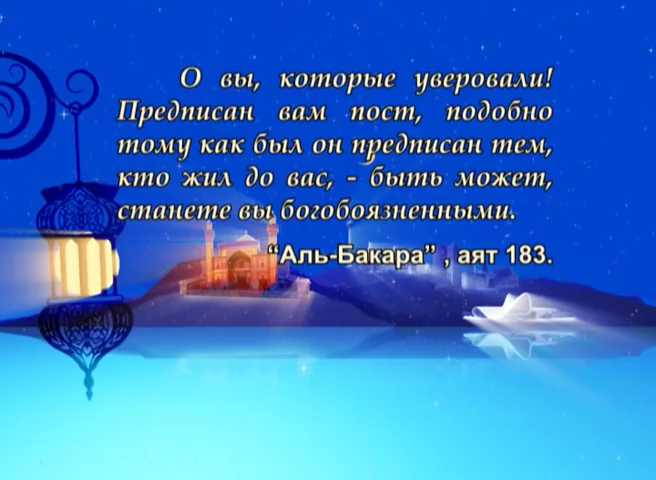 О вы, которые уверовали!
Предписан вам пост, подобно
тому как был он предписан тем,
кто жил до вас, - быть может,
станете вы богобоязненными.
“Аль-Бакара” , аят 183.